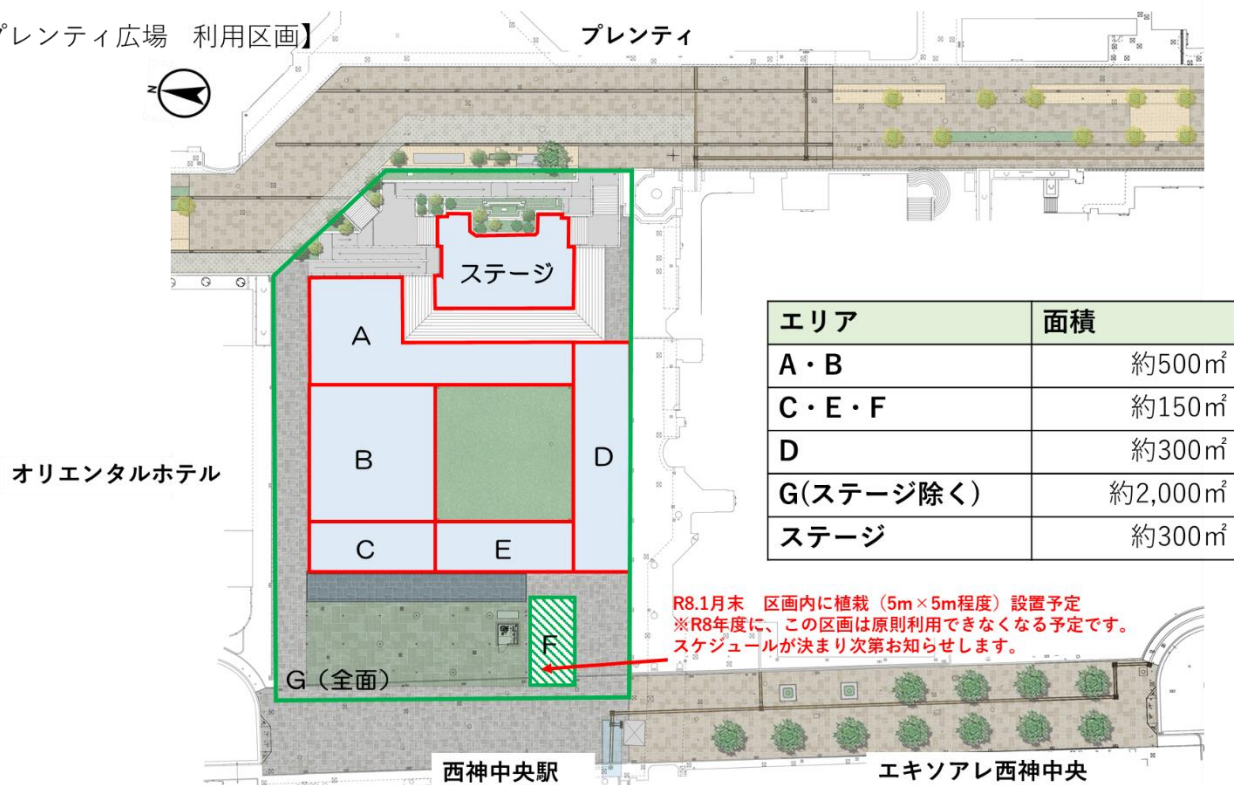 プレンティ広場　利用区画】
プレンティ
N
ステージ
A
B
D
C
E
F
G（全面）
オリエンタルホテル
エリア 面積
A・B 約500㎡
C・E・F 約150㎡
D 約300㎡
G(ステージ除く) 約2,000㎡
ステージ 約300㎡
R8.1月末　区画内に植栽（5m×5m程度）設置予定
※R8年度に、この区画は原則利用できなくなる予定です。
スケジュールが決まり次第お知らせします。
西神中央駅
エキソアレ西神中央